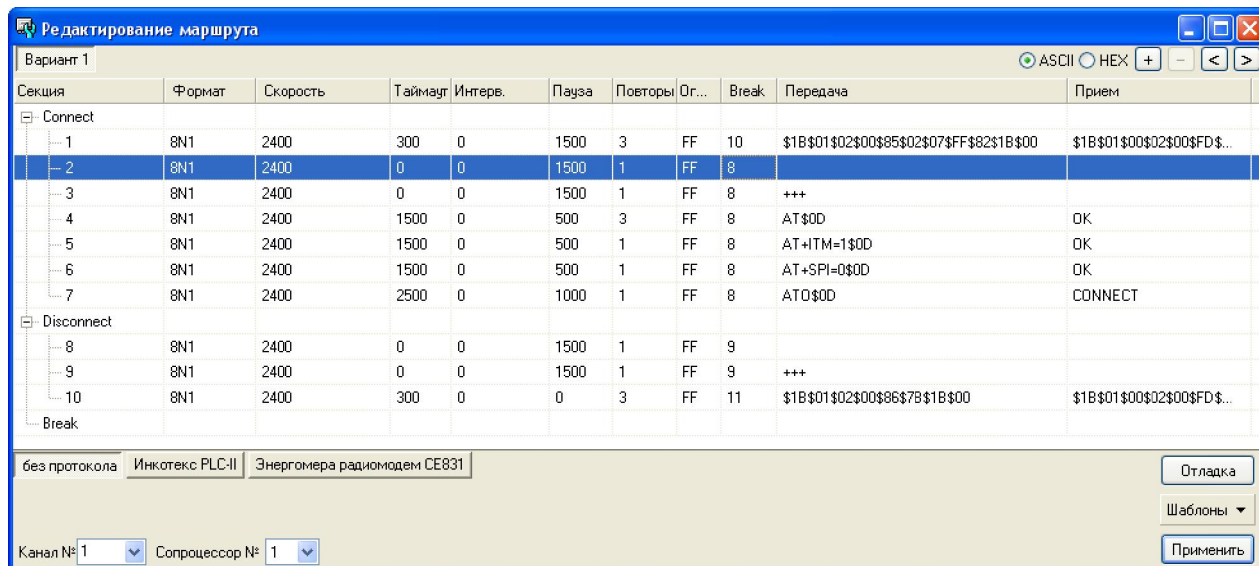 Редактирование маршрута
Вариант 1 ASCII HEX + - < >
Секция Формат Скорость Таймаут Интерв. Пауза Повторы Ог... Break Передача Прием
Connect
1 8N1 2400 300 0 1500 3 FF 10 $1B$01$02$00$85$02$07$FF$82$1B$00 $1B$01$00$02$00$FD$...
2 8N1 2400 0 0 1500 1 FF 8
3 8N1 2400 0 0 1500 1 FF 8 +++
4 8N1 2400 1500 0 500 3 FF 8 AT$0D OK
5 8N1 2400 1500 0 500 1 FF 8 AT+ITM=1$0D OK
6 8N1 2400 1500 0 500 1 FF 8 AT+SPI=0$0D OK
7 8N1 2400 2500 0 1000 1 FF 8 ATO$0D CONNECT
Disconnect
8 8N1 2400 0 0 1500 1 FF 9
9 8N1 2400 0 0 1500 1 FF 9 +++
10 8N1 2400 300 0 0 3 FF 11 $1B$01$02$00$86$7B$1B$00 $1B$01$00$02$00$FD$...
Break
без протокола Инкотекс PLC-II Энергомера радиомодем CE831 Отладка
Шаблоны
Канал № 1 Сопроцессор № 1 Применить